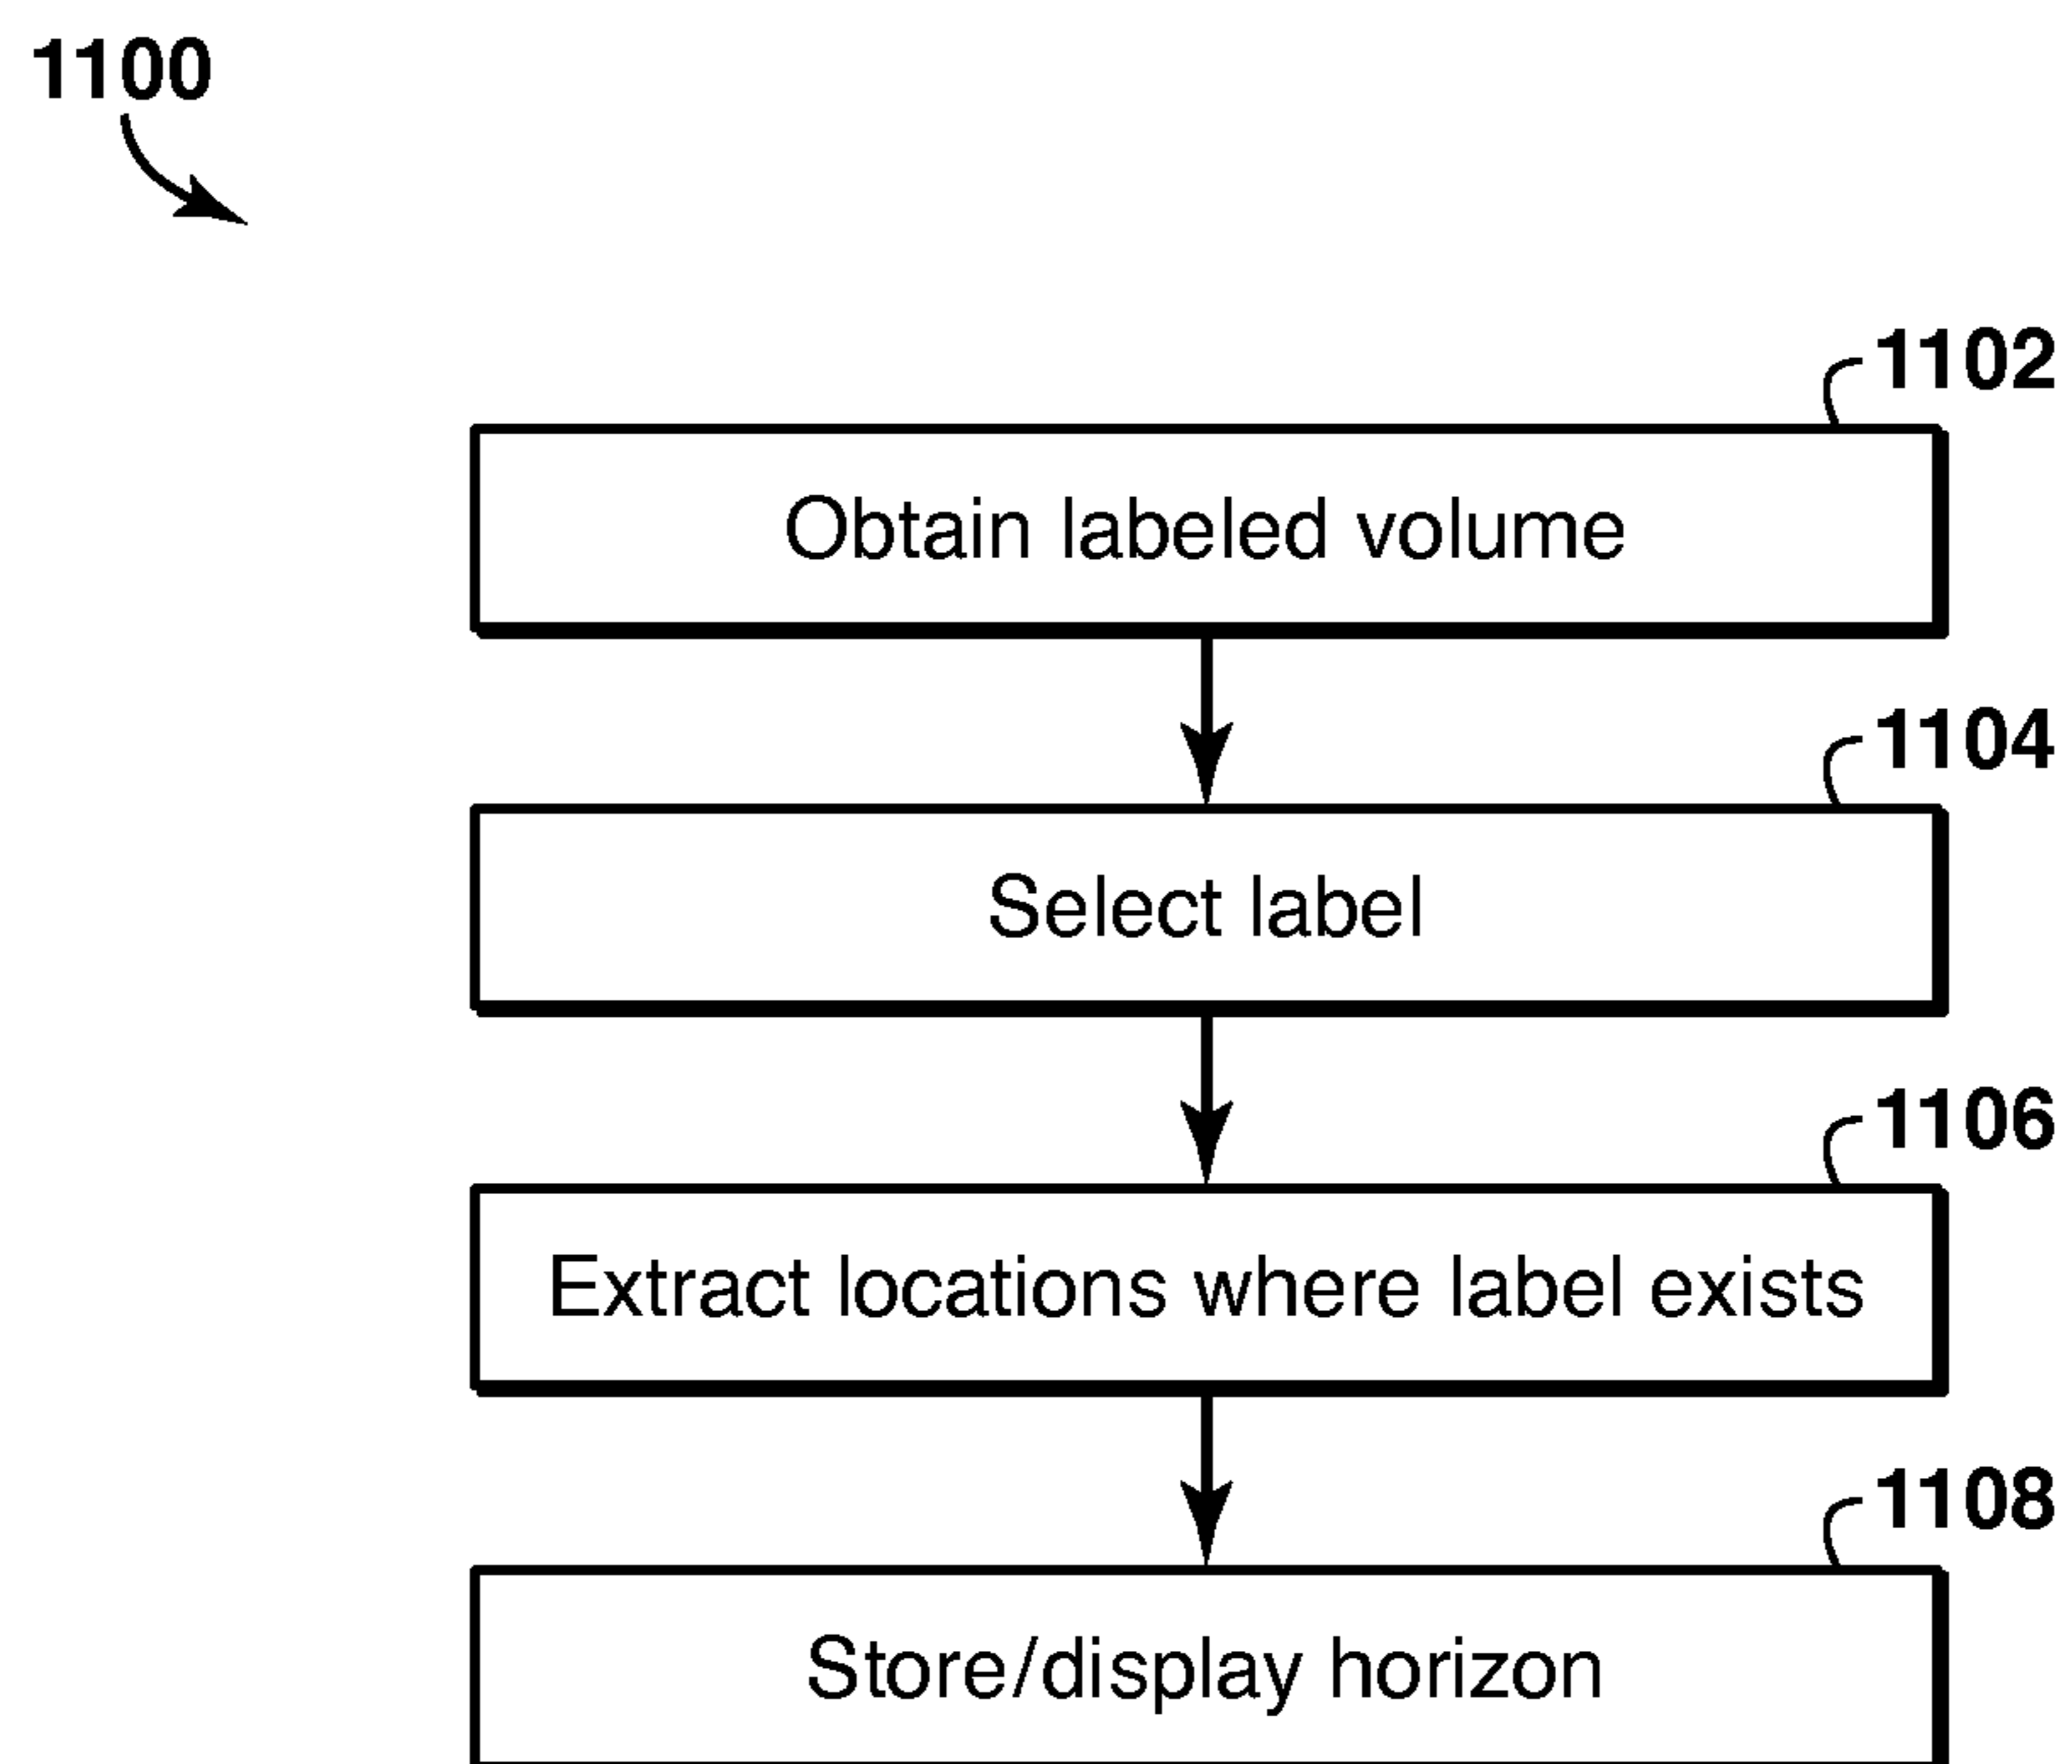 1100
1102
Obtain labeled volume
1104
Select label
1106
Extract locations where label exists
1108
Store/display horizon